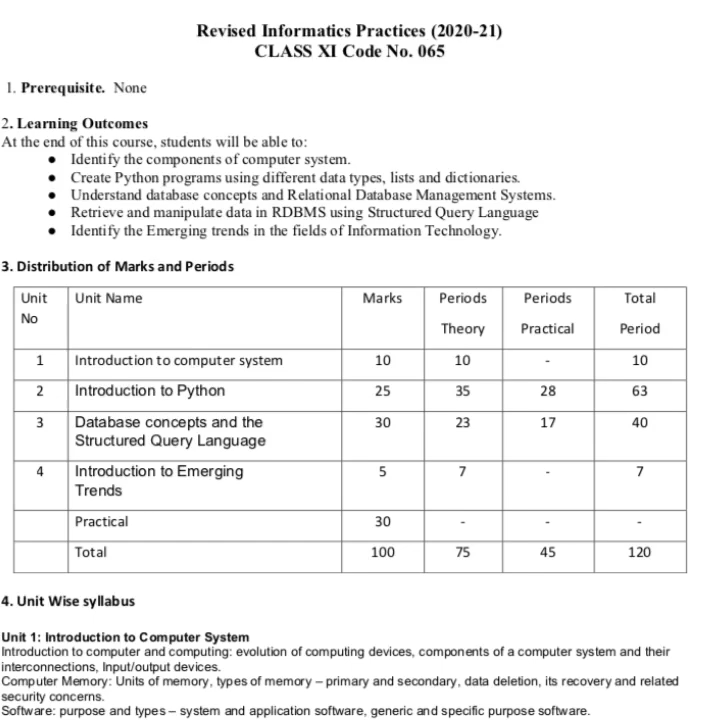 Revised Informatics Practices (2020-21)
CLASS XI Code No. 065
1. Prerequisite. None
2. Learning Outcomes
At the end of this course, students will be able to:
● Identify the components of computer system.
● Create Python programs using different data types, lists and dictionaries.
● Understand database concepts and Relational Database Management Systems.
● Retrieve and manipulate data in RDBMS using Structured Query Language
● Identify the Emerging trends in the fields of Information Technology.
3. Distribution of Marks and Periods
Unit No Unit Name Marks Periods Theory Periods Practical Total Period
1 Introduction to computer system 10 10 - 10
2 Introduction to Python 25 35 28 63
3 Database concepts and the Structured Query Language 30 23 17 40
4 Introduction to Emerging Trends 5 7 - 7
Practical 30 - - -
Total 100 75 45 120
4. Unit Wise syllabus
Unit 1: Introduction to Computer System
Introduction to computer and computing: evolution of computing devices, components of a computer system and their
interconnections, Input/output devices.
Computer Memory: Units of memory, types of memory – primary and secondary, data deletion, its recovery and related
security concerns.
Software: purpose and types – system and application software, generic and specific purpose software.